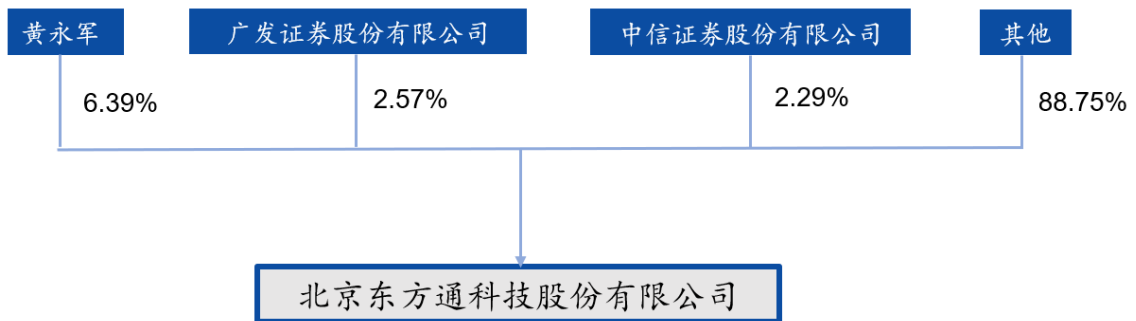 黄永军
广发证券股份有限公司
中信证券股份有限公司
其他
6.39%
2.57%
2.29%
88.75%
北京东方通科技股份有限公司